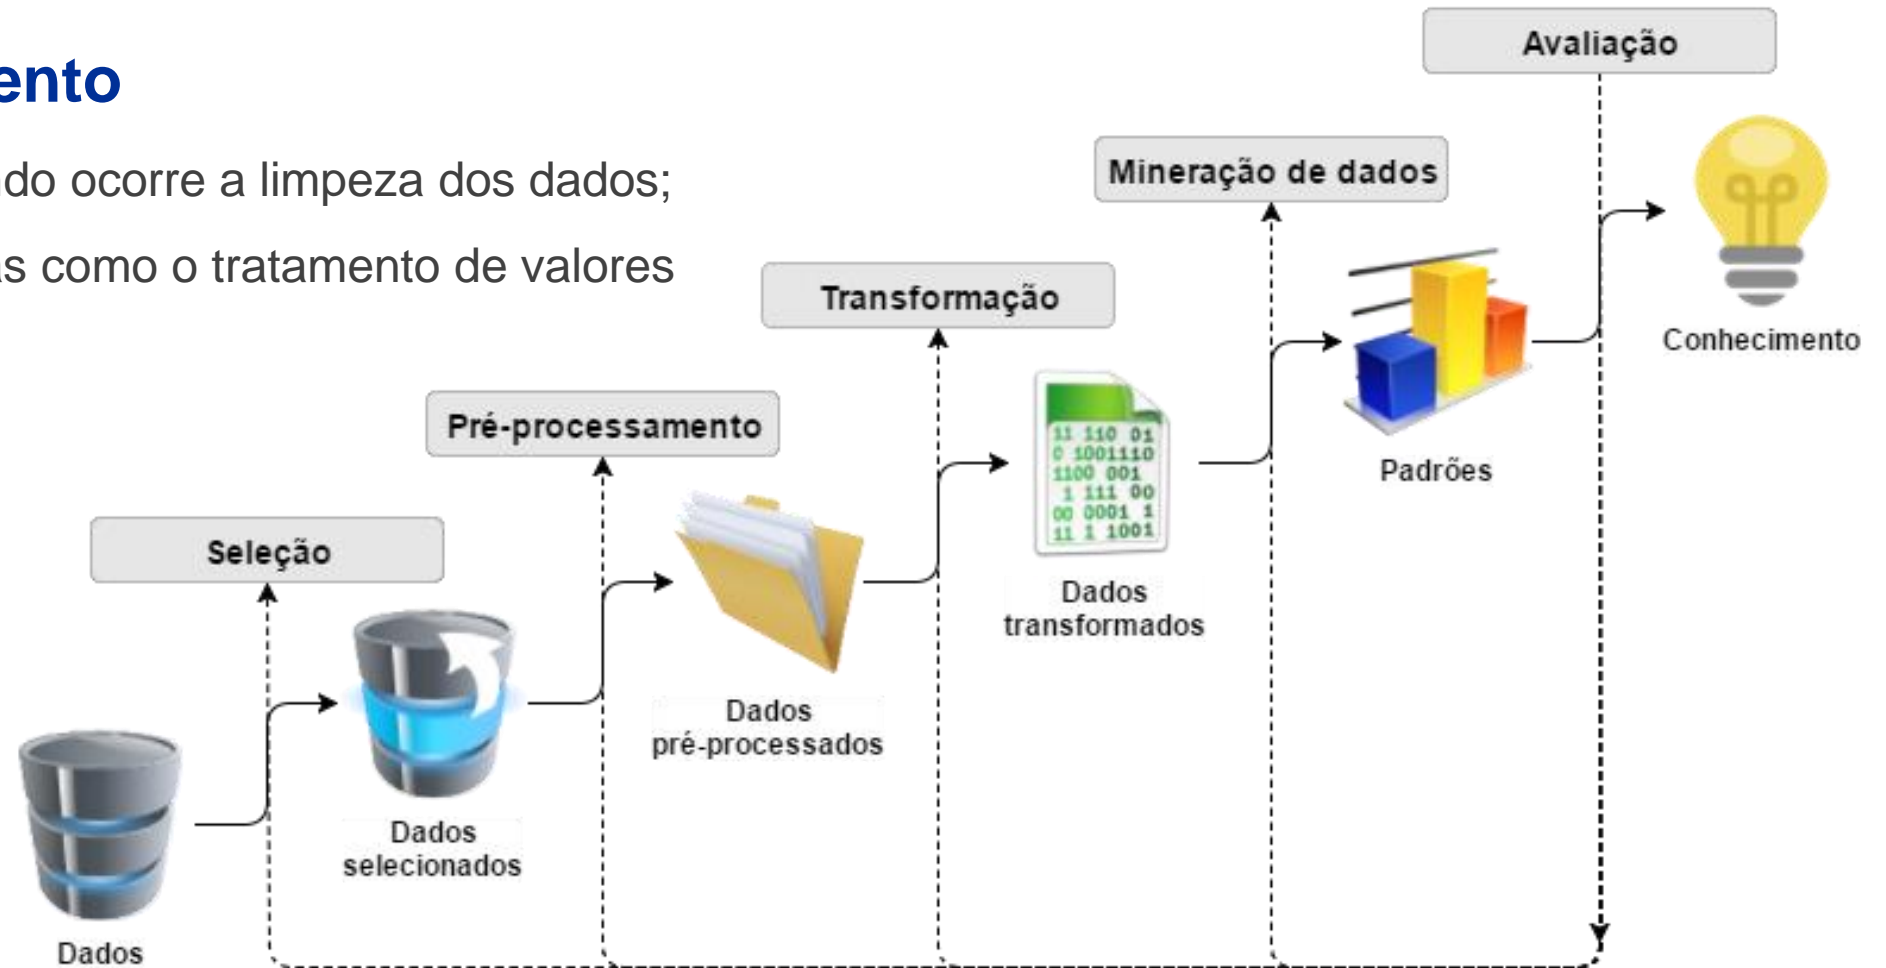 ento
ndo ocorre a limpeza dos dados;
as como o tratamento de valores
Avaliação
Mineração de dados
Transformação
Pré-processamento
Seleção
Conhecimento
Padrões
11 110 01
0 1001110
1100 001
1 111 00
00 0001 1
11 1 1001
Dados
transformados
Dados
pré-processados
Dados
selecionados
Dados